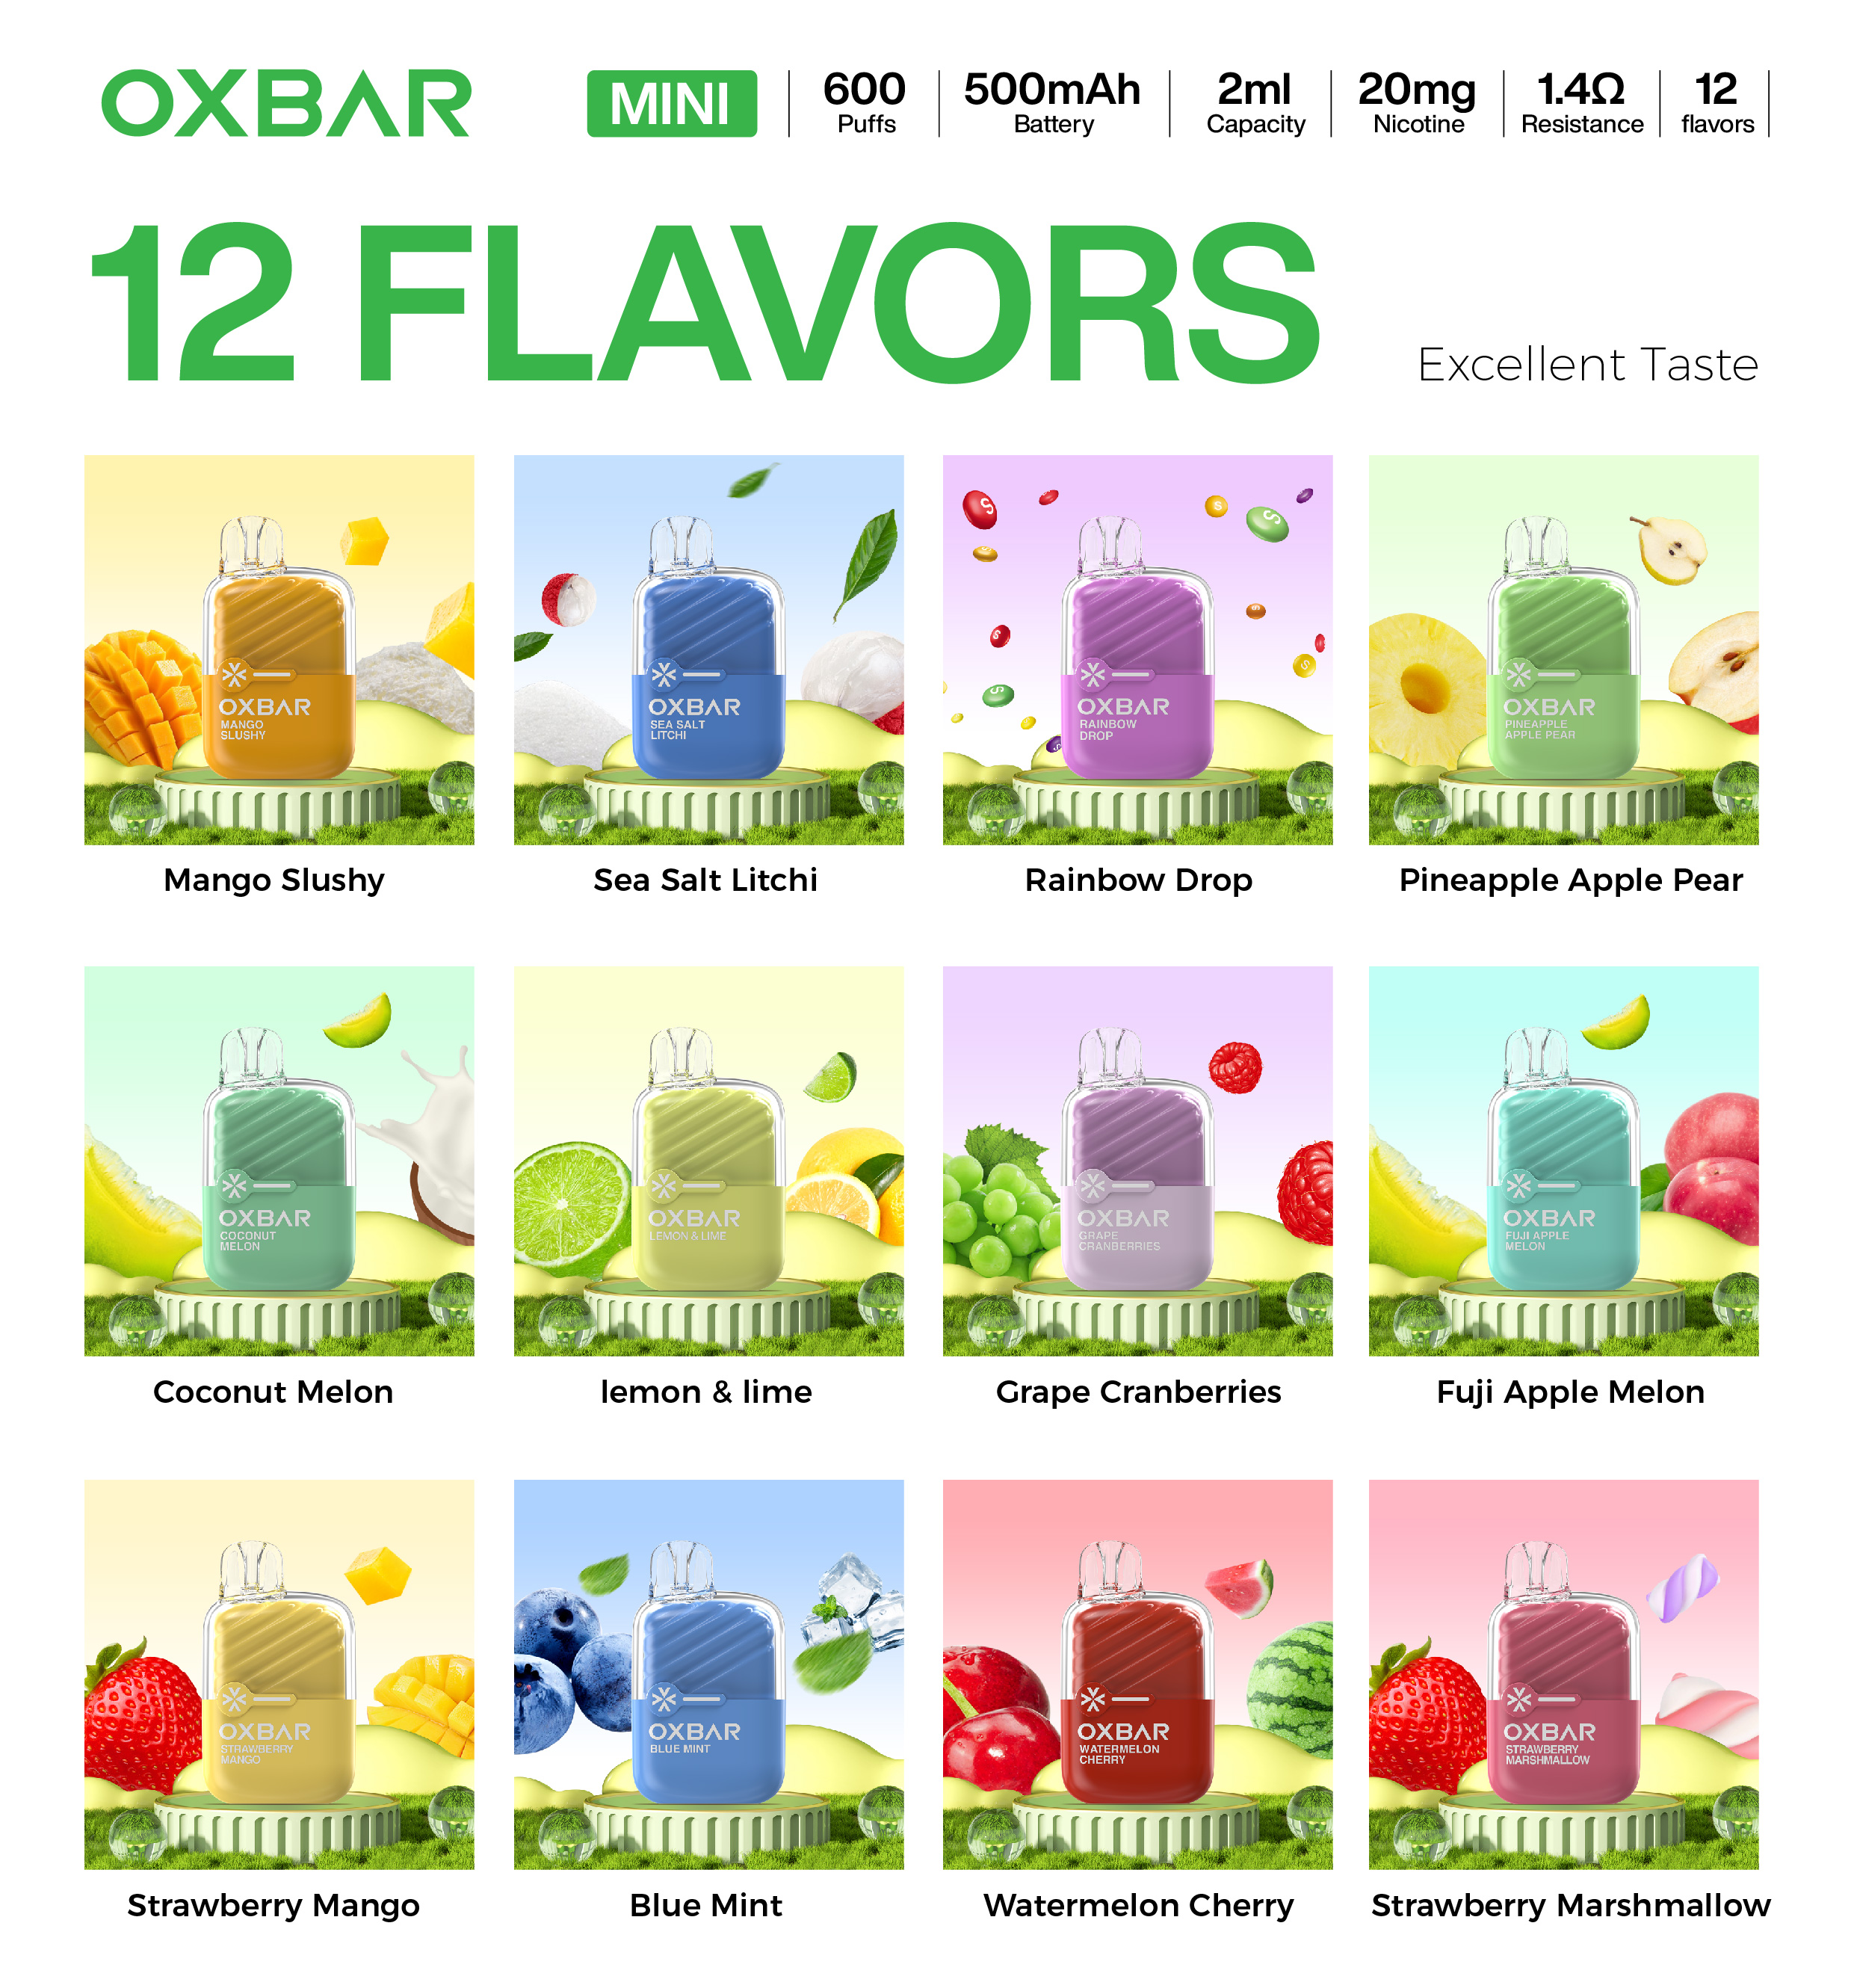 OXBAR
MINI
600
Puffs
500mAh
Battery
2ml
Capacity
20mg
Nicotine
1.4Ω
Resistance
12
flavors
12 FLAVORS
Excellent Taste
OXBAR
MANGO
SLUSHY
Mango Slushy
OXBAR
SEA SALT
LITCHI
Sea Salt Litchi
OXBAR
RAINBOW
DROP
Rainbow Drop
OXBAR
PINEAPPLE
APPLE PEAR
Pineapple Apple Pear
OXBAR
COCONUT
MELON
Coconut Melon
OXBAR
LEMON & LIME
lemon & lime
OXBAR
GRAPE
CRANBERRIES
Grape Cranberries
OXBAR
FUJI APPLE
MELON
Fuji Apple Melon
OXBAR
STRAWBERRY
MANGO
Strawberry Mango
OXBAR
BLUE MINT
Blue Mint
OXBAR
WATERMELON
CHERRY
Watermelon Cherry
OXBAR
STRAWBERRY
MARSHMALLOW
Strawberry Marshmallow